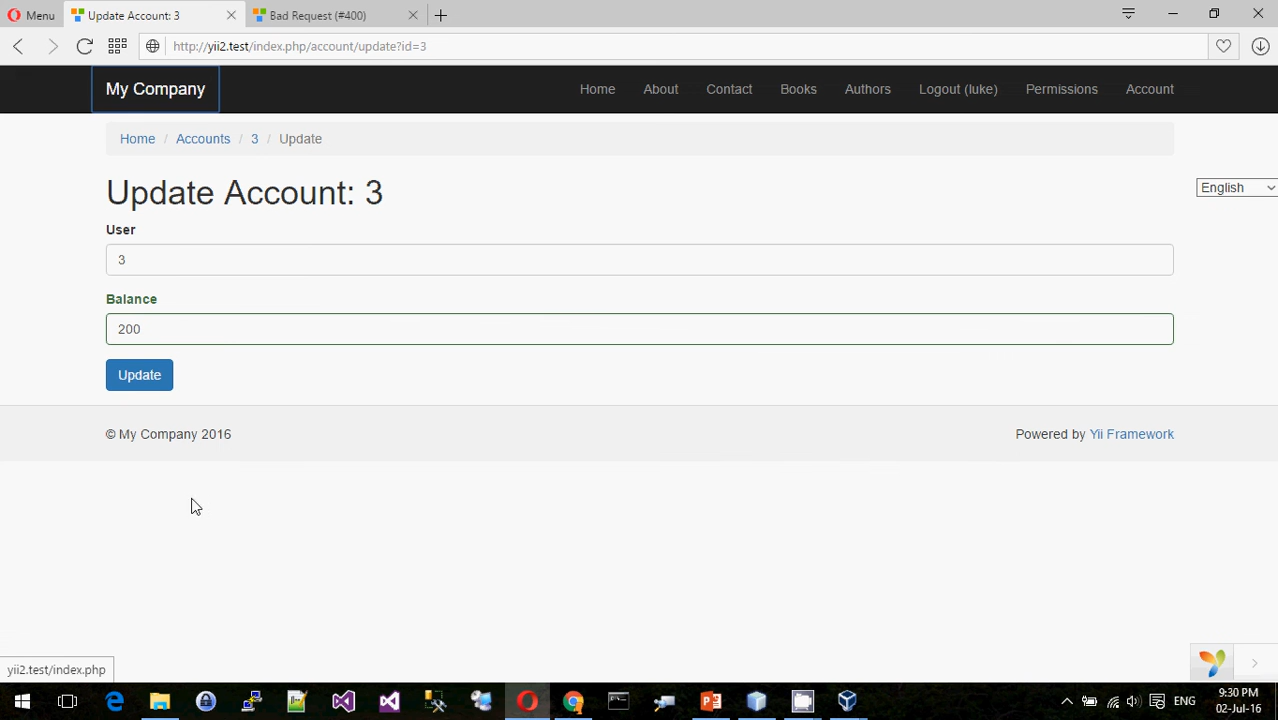 Menu
Update Account: 3
Bad Request (#400)
http://yii2.test/index.php/account/update?id=3
My Company
Home
About
Contact
Books
Authors
Logout (luke)
Permissions
Account
Home / Accounts / 3 / Update
Update Account: 3
English
User
3
Balance
200
Update
© My Company 2016
Powered by Yii Framework
yii2.test/index.php
ENG
9:30 PM
02-Jul-16